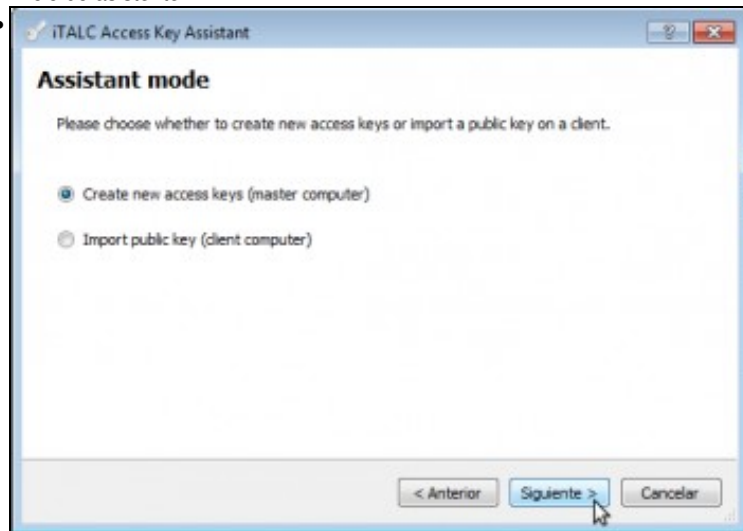 iTALC Access Key Assistant
Assistant mode
Please choose whether to create new access keys or import a public key on a client.
Create new access keys (master computer)
Import public key (client computer)
< Anterior
Siguiente >
Cancelar